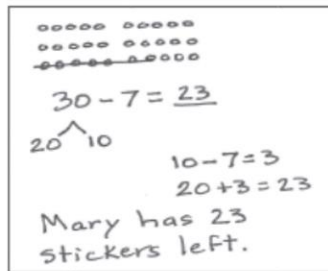 30 - 7 = 23
20 10
10 - 7 = 3
20 + 3 = 23
Mary has 23
stickers left.